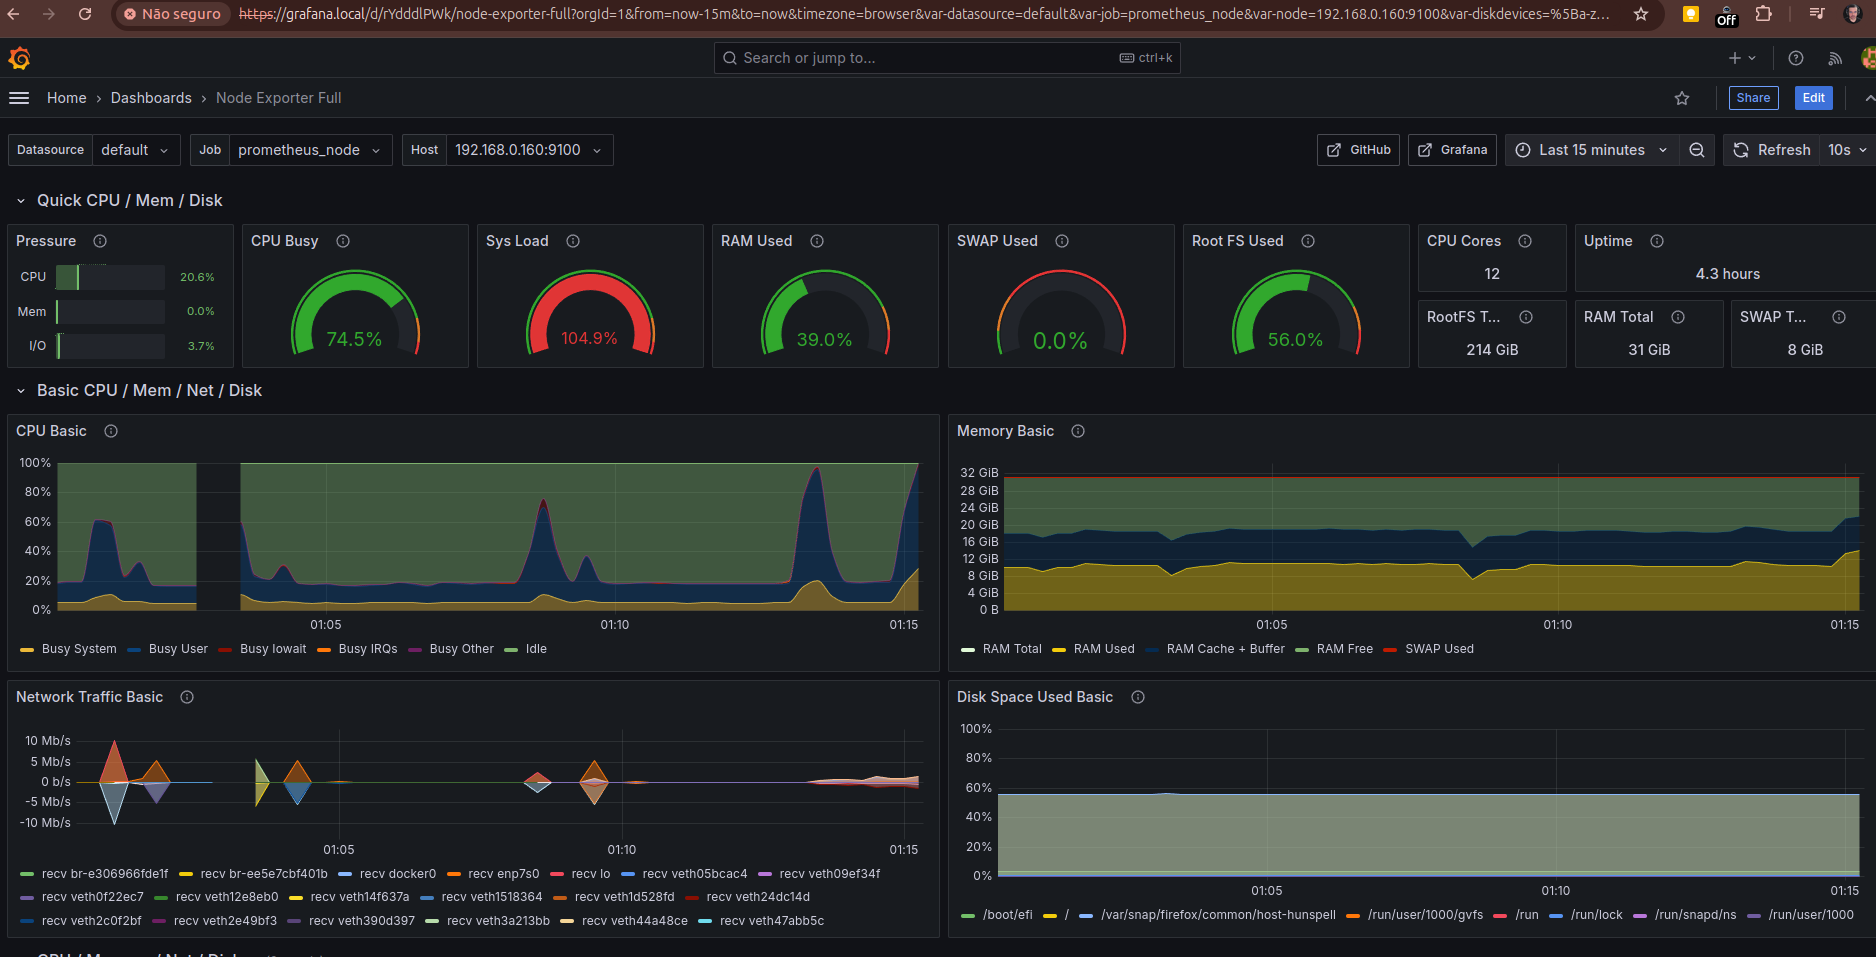 Não seguro https://grafana.local/d/rYdddlPWk/node-exporter-full?orgId=1&from=now-15m&to=now&timezone=browser&var-datasource=default&var-job=prometheus_node&var-node=192.168.0.160:9100&var-diskdevices=%5Ba-z... Off
Search or jump to... ctrl+k
Home › Dashboards › Node Exporter Full Share Edit
Datasource default Job prometheus_node Host 192.168.0.160:9100 GitHub Grafana Last 15 minutes Refresh 10s
Quick CPU / Mem / Disk
Pressure CPU Busy Sys Load RAM Used SWAP Used Root FS Used CPU Cores Uptime
CPU 20.6%
Mem 0.0%
I/O 3.7%
74.5%
104.9%
39.0%
0.0%
56.0%
12
4.3 hours
RootFS T... RAM Total SWAP T...
214 GiB 31 GiB 8 GiB
Basic CPU / Mem / Net / Disk
CPU Basic
100%
80%
60%
40%
20%
0%
01:05 01:10 01:15
Busy System Busy User Busy Iowait Busy IRQs Busy Other Idle
Memory Basic
32 GiB
28 GiB
24 GiB
20 GiB
16 GiB
12 GiB
8 GiB
4 GiB
0 B
01:05 01:10 01:15
RAM Total RAM Used RAM Cache + Buffer RAM Free SWAP Used
Network Traffic Basic
10 Mb/s
5 Mb/s
0 b/s
-5 Mb/s
-10 Mb/s
01:05 01:10 01:15
recv br-e306966fde1f recv br-ee5e7cbf401b recv docker0 recv enp7s0 recv lo recv veth05bcac4 recv veth09ef34f
recv veth0f22ec7 recv veth12e8eb0 recv veth14f637a recv veth1518364 recv veth1d528fd recv veth24dc14d
recv veth2c0f2bf recv veth2e49bf3 recv veth390d397 recv veth3a213bb recv veth44a48ce recv veth47abb5c
Disk Space Used Basic
100%
80%
60%
40%
20%
0%
01:05 01:10 01:15
/boot/efi / /var/snap/firefox/common/host-hunspell /run/user/1000/gvfs /run /run/lock /run/snapd/ns /run/user/1000